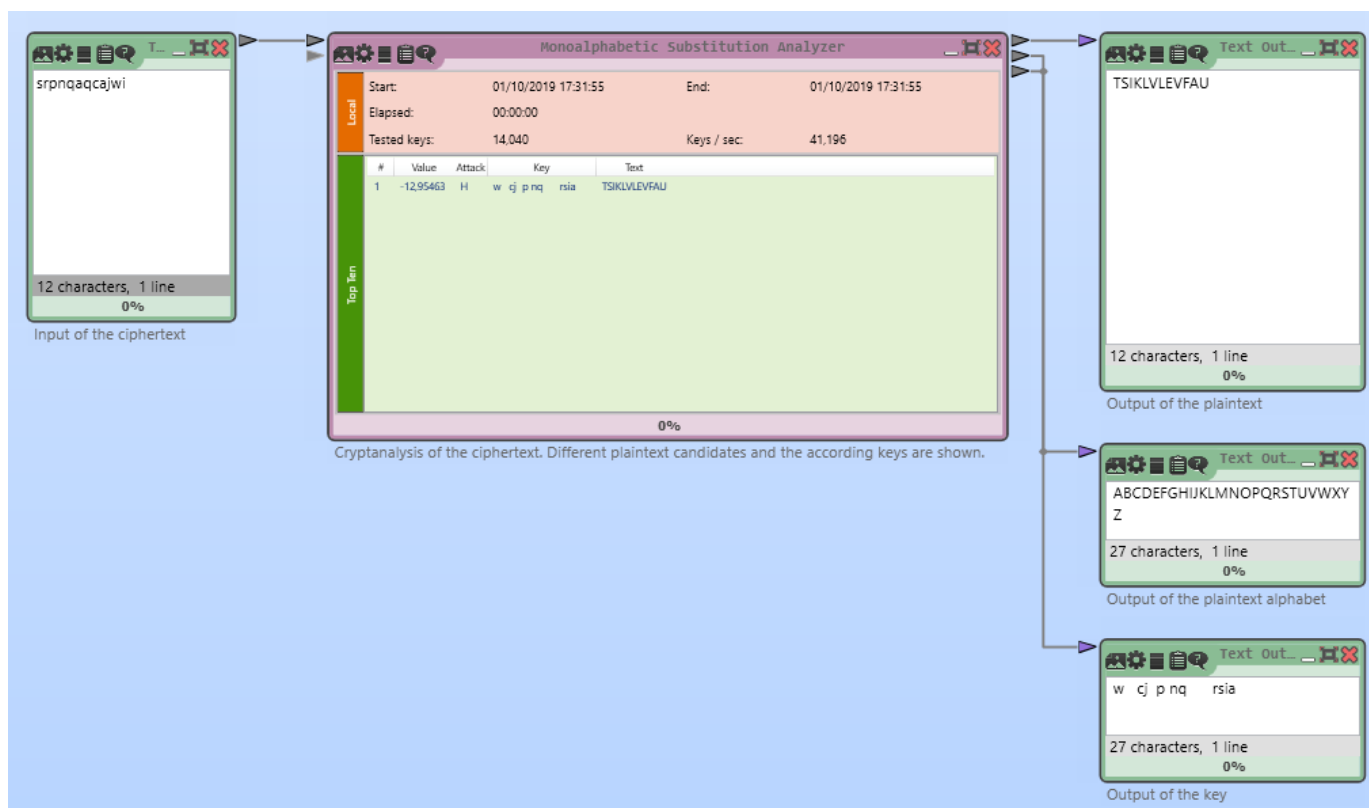 T…
srpnqaqcajwi
12 characters, 1 line
0%
Input of the ciphertext
Monoalphabetic Substitution Analyzer
Local
Start: 01/10/2019 17:31:55 End: 01/10/2019 17:31:55
Elapsed: 00:00:00
Tested keys: 14,040 Keys / sec: 41,196
Top Ten
# Value Attack Key Text
1 -12,95463 H w cj p nq rsia TSIKLVLEVFAU
0%
Cryptanalysis of the ciphertext. Different plaintext candidates and the according keys are shown.
Text Out…
TSIKLVLEVFAU
12 characters, 1 line
0%
Output of the plaintext
Text Out…
ABCDEFGHIJKLMNOPQRSTUVWXY
Z
27 characters, 1 line
0%
Output of the plaintext alphabet
Text Out…
w cj p nq rsia
27 characters, 1 line
0%
Output of the key